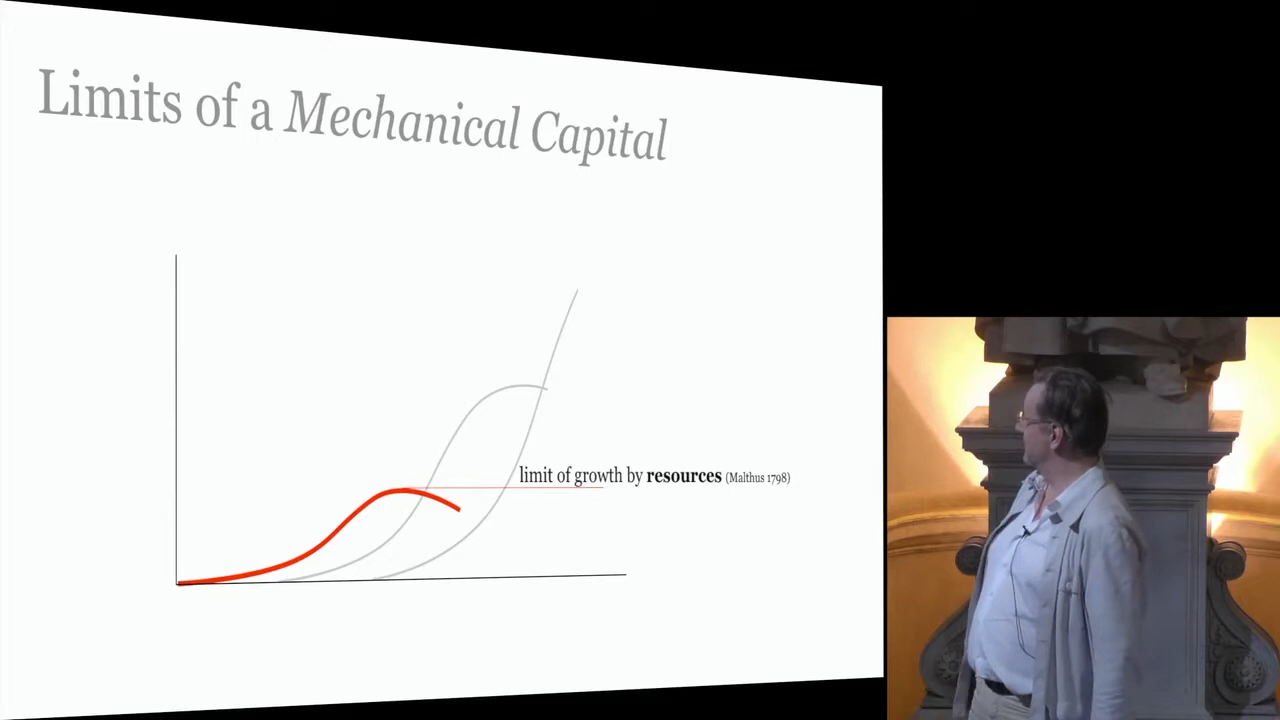 Limits of a Mechanical Capital
limit of growth by resources (Malthus 1798)